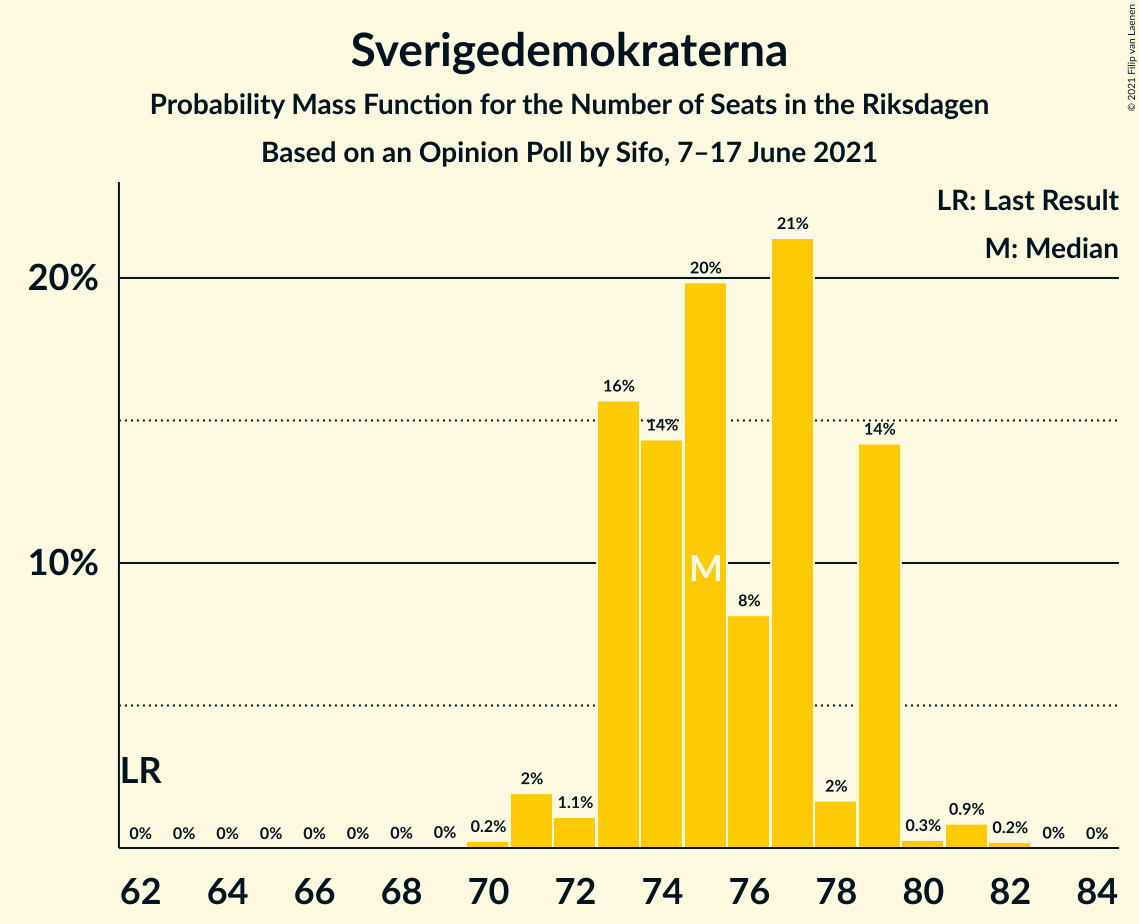 Sverigedemokraterna
Probability Mass Function for the Number of Seats in the Riksdagen
Based on an Opinion Poll by Sifo, 7–17 June 2021
© 2021 Filip van Laenen
LR: Last Result
M: Median
20%
10%
LR
M
0% 0% 0% 0% 0% 0% 0% 0% 0.2% 2% 1.1% 16% 14% 20% 8% 21% 2% 14% 0.3% 0.9% 0.2% 0% 0%
62 64 66 68 70 72 74 76 78 80 82 84